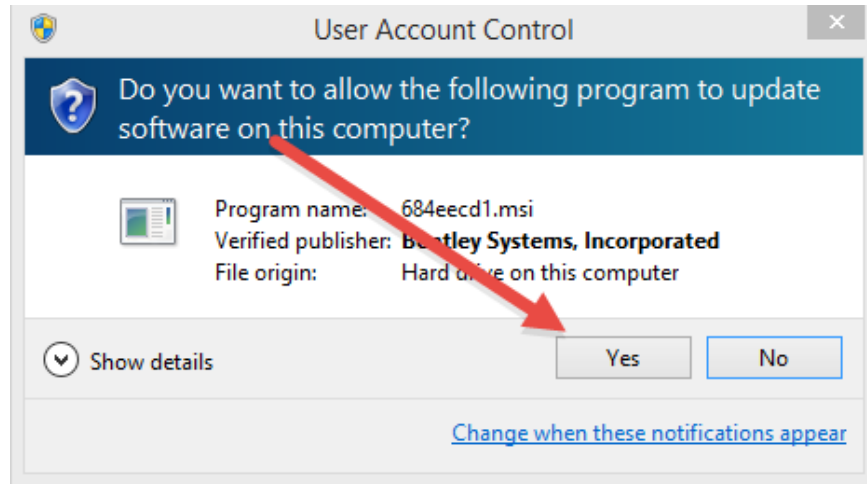 User Account Control
Do you want to allow the following program to update
software on this computer?
Program name: 684eecd1.msi
Verified publisher: Bentley Systems, Incorporated
File origin: Hard drive on this computer
Show details
Yes
No
Change when these notifications appear